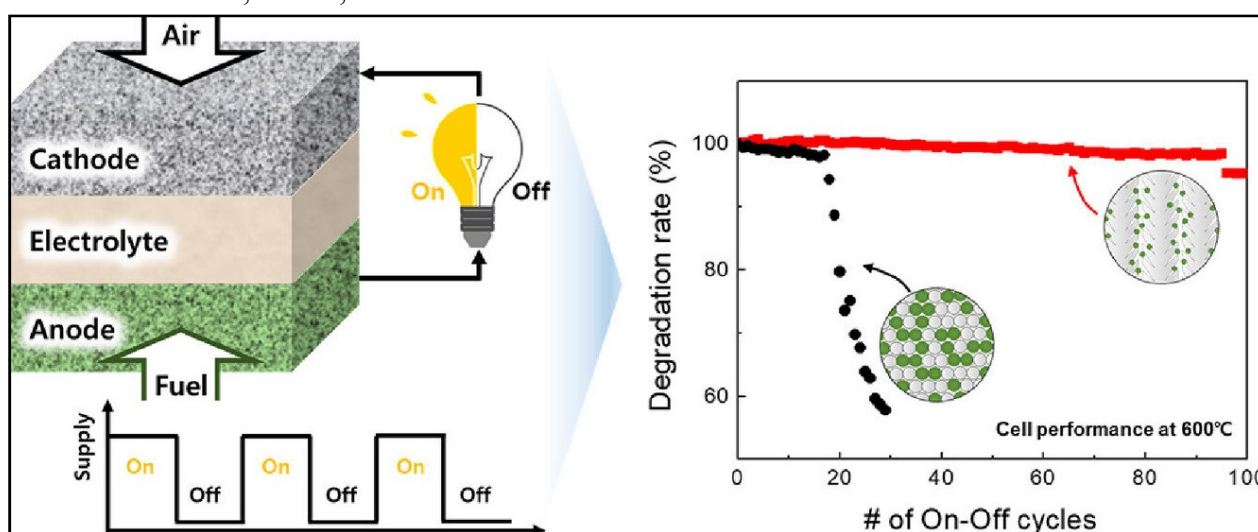 Air
Cathode
Electrolyte
Anode
Fuel
On
Off
Supply
On
Off
On
Off
On
Off
Degradation rate (%)
100
80
60
0
20
40
60
80
100
Cell performance at 600℃
# of On-Off cycles